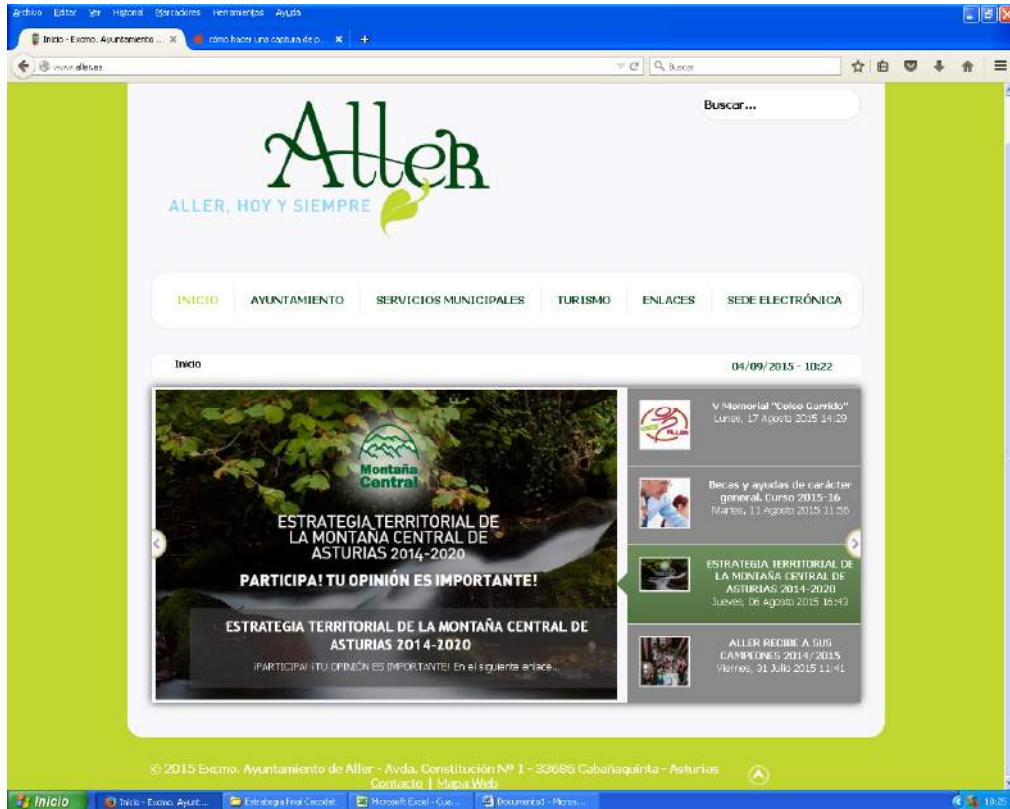 Archivo Editar Ver Historial Marcadores Herramientas Ayuda
Inicio - Excmo. Ayuntamiento ...
cómo hacer una captura de p...
www.aller.es
Buscar
Buscar...
Aller
ALLER, HOY Y SIEMPRE
INICIO AYUNTAMIENTO SERVICIOS MUNICIPALES TURISMO ENLACES SEDE ELECTRÓNICA
Inicio
04/09/2015 - 10:22
Montaña
Central
ESTRATEGIA TERRITORIAL DE
LA MONTAÑA CENTRAL DE
ASTURIAS 2014-2020
PARTICIPA! TU OPINIÓN ES IMPORTANTE!
ESTRATEGIA TERRITORIAL DE LA MONTAÑA CENTRAL DE
ASTURIAS 2014-2020
¡PARTICIPA! ¡TU OPINIÓN ES IMPORTANTE! En el siguiente enlace...
V Memorial "Celso Garrido"
Lunes, 17 Agosto 2015 14:29
Becas y ayudas de carácter
general. Curso 2015-16
Martes, 11 Agosto 2015 11:56
ESTRATEGIA TERRITORIAL DE
LA MONTAÑA CENTRAL DE
ASTURIAS 2014-2020
Jueves, 06 Agosto 2015 16:43
ALLER RECIBE A SUS
CAMPEONES 2014/2015
Viernes, 31 Julio 2015 11:41
© 2015 Excmo. Ayuntamiento de Aller - Avda. Constitución Nº 1 - 33686 Cabañaquinta - Asturias
Contacto | Mapa Web
Inicio
Inicio - Excmo. Ayunt...
Estrategia final
Microsoft Excel - Cua...
Documento1 - Micros...
10:25